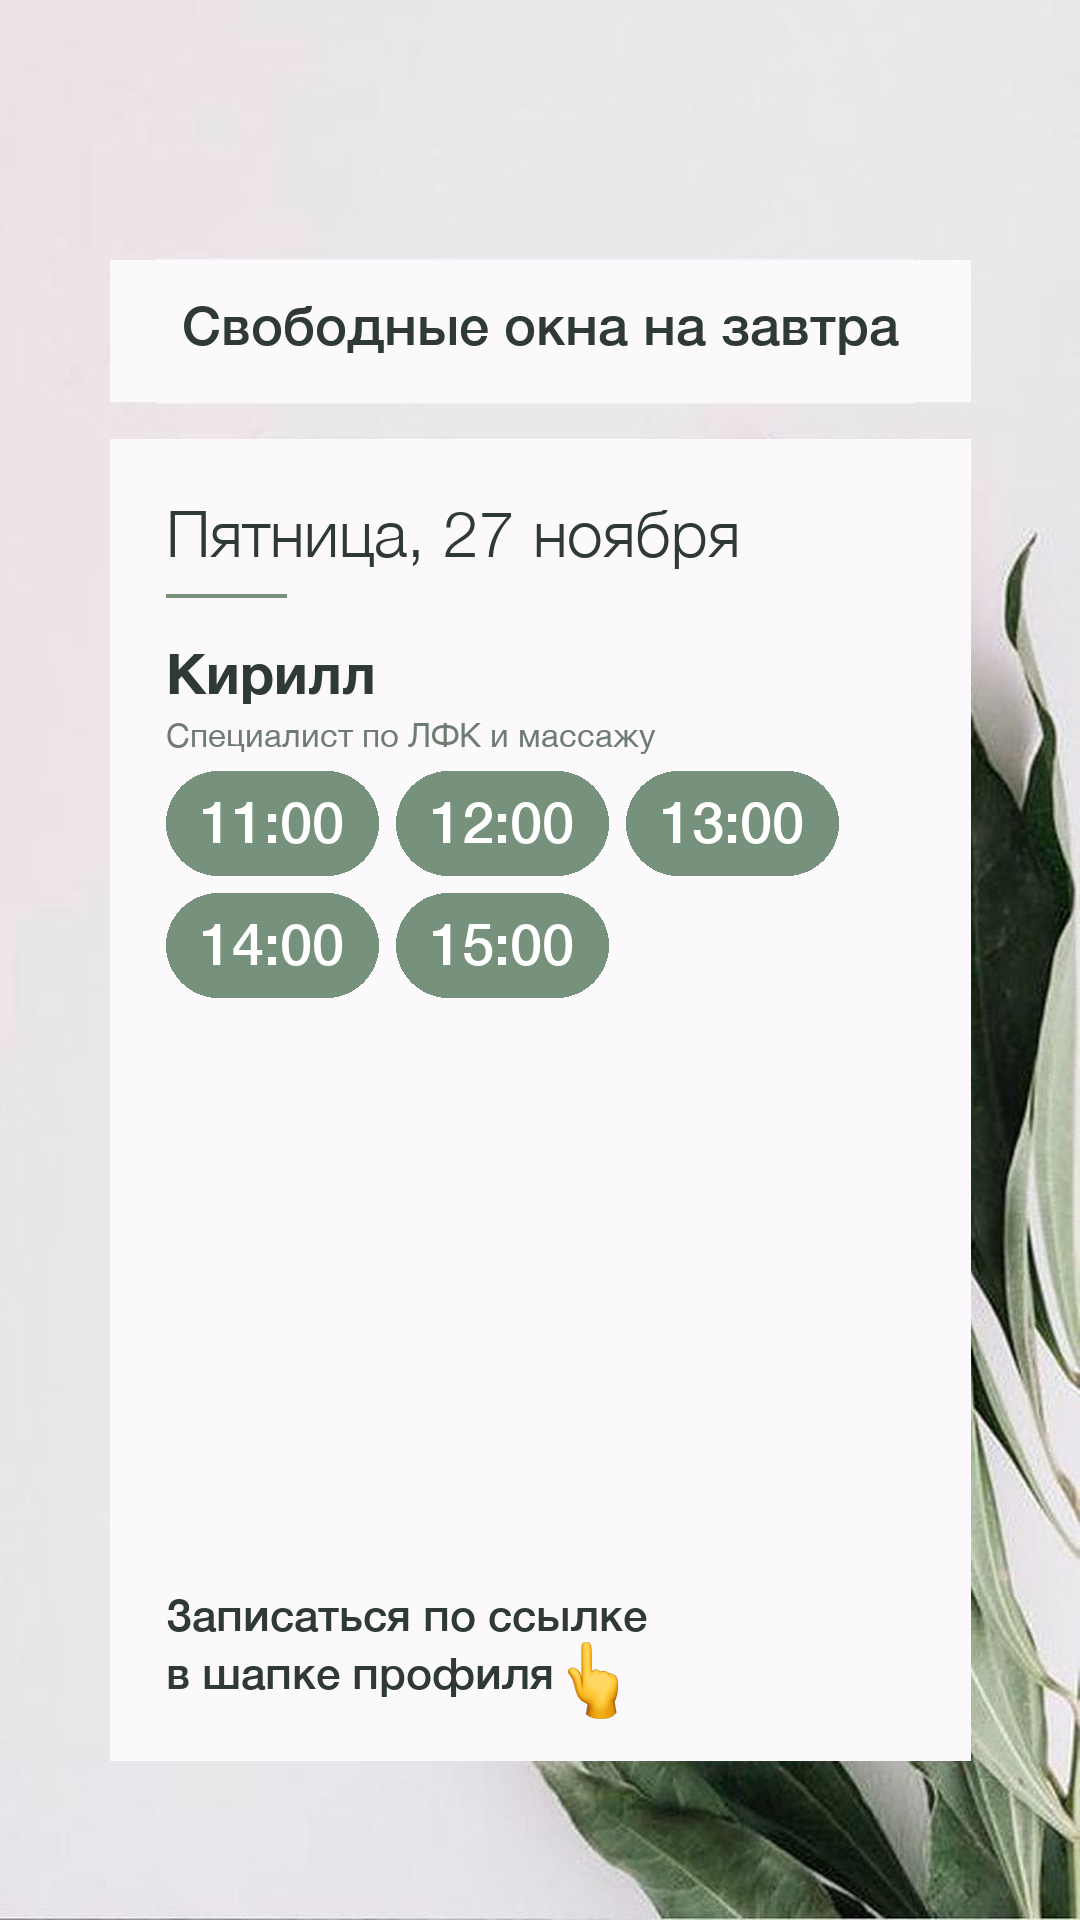 Свободные окна на завтра
Пятница, 27 ноября
Кирилл
Специалист по ЛФК и массажу
11:00 12:00 13:00
14:00 15:00
Записаться по ссылке
в шапке профиля 👆